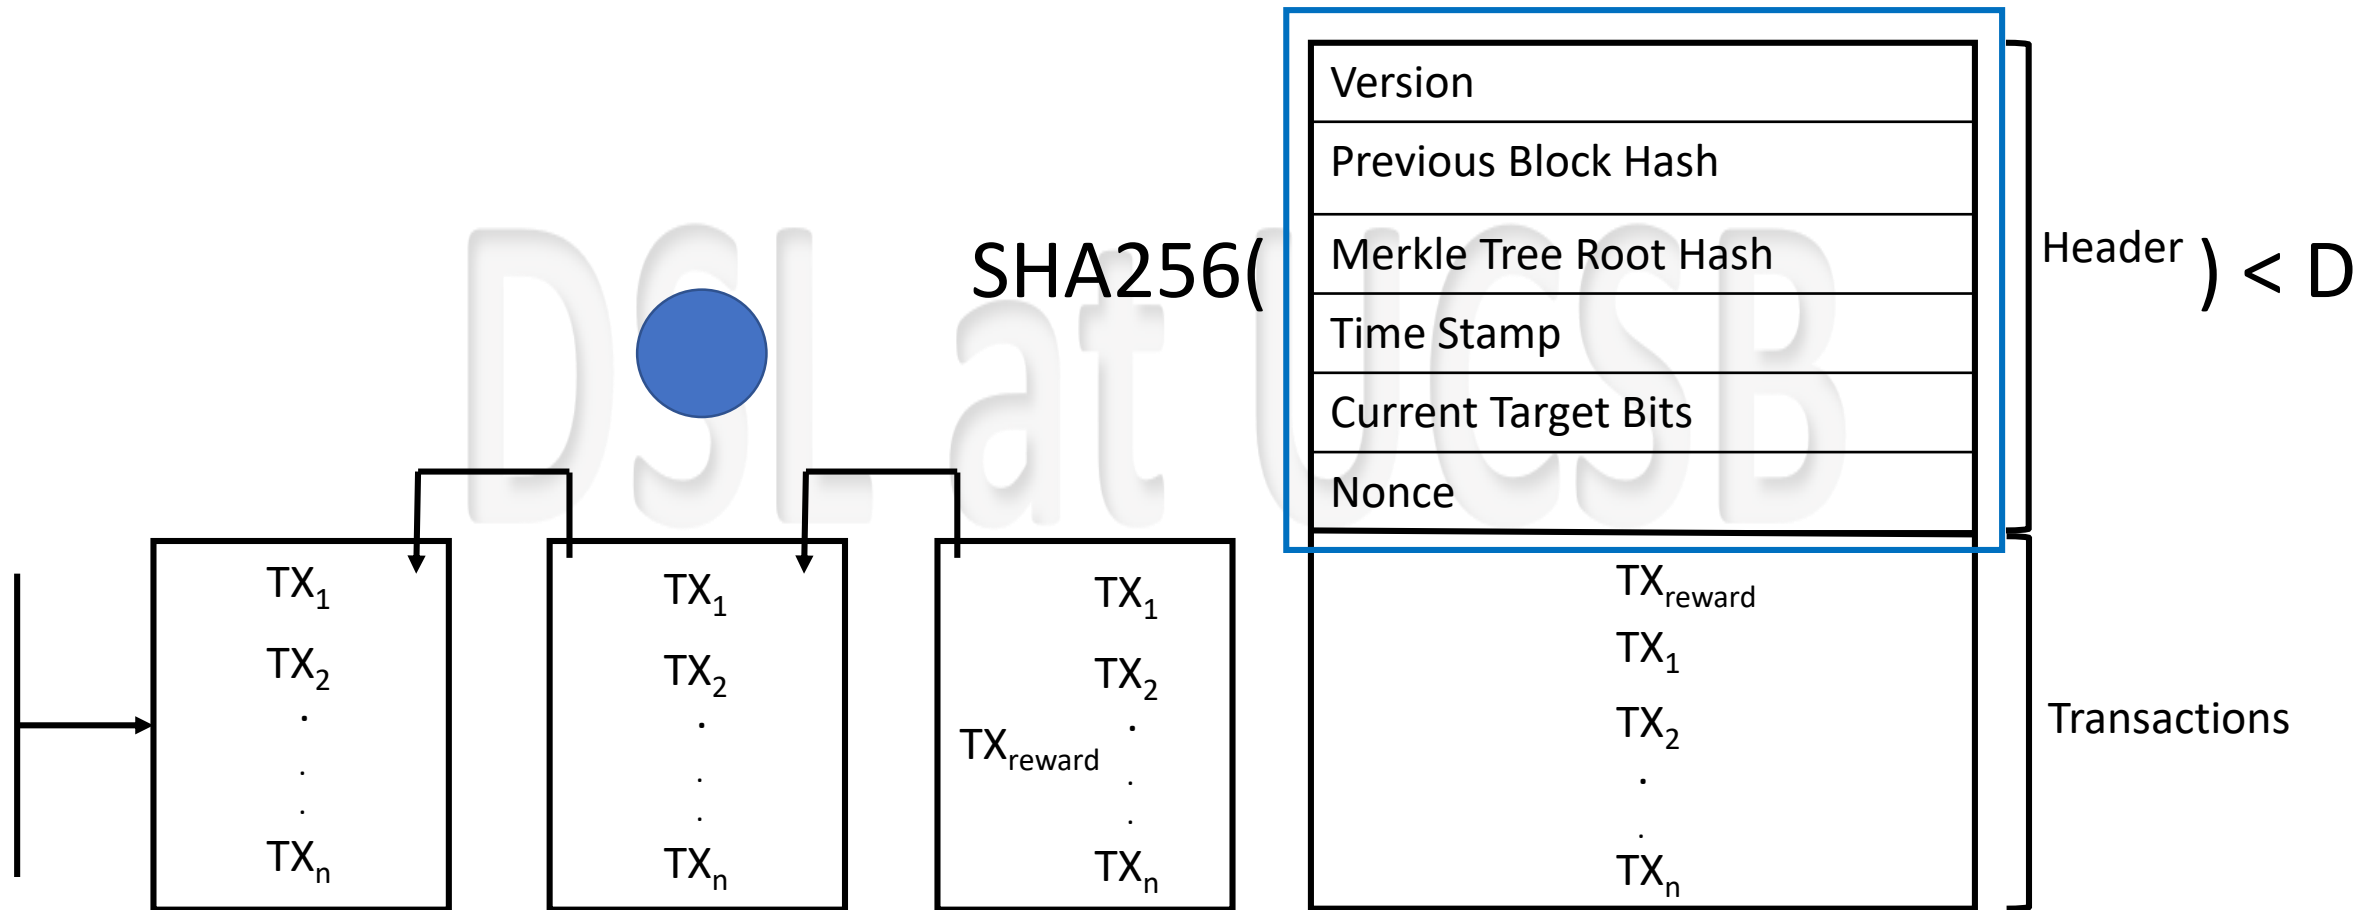 Version
Previous Block Hash
SHA256(
Merkle Tree Root Hash
Header
) < D
Time Stamp
Current Target Bits
Nonce
DSL at UCSB
TX1
TX2
.
.
.
TXn
TX1
TX2
.
.
.
TXn
TX1
TX2
TXreward
.
.
.
TXn
TXreward
TX1
TX2
.
.
TXn
Transactions